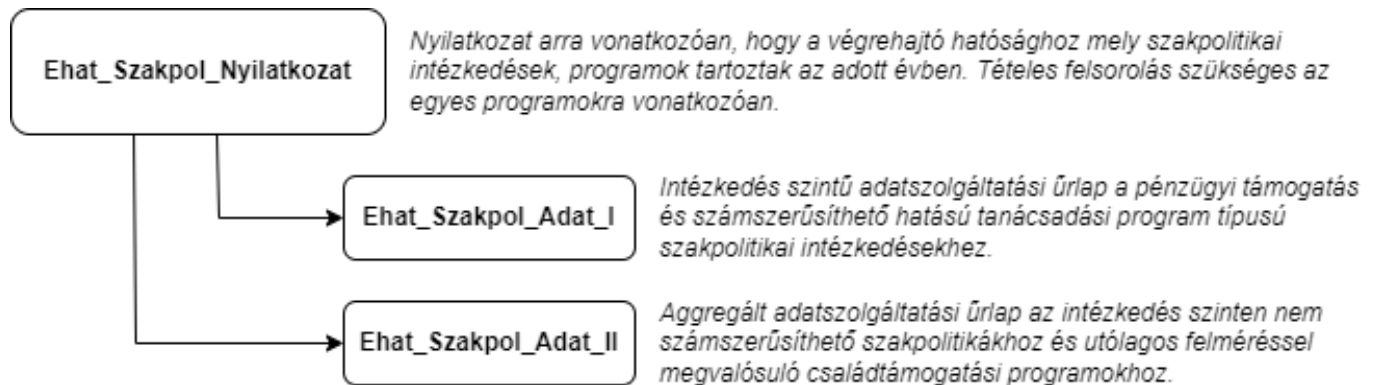 Ehat_Szakpol_Nyilatkozat
Nyilatkozat arra vonatkozóan, hogy a végrehajtó hatósághoz mely szakpolitikai
intézkedések, programok tartoztak az adott évben. Tételes felsorolás szükséges az
egyes programokra vonatkozóan.
Ehat_Szakpol_Adat_I
Intézkedés szintű adatszolgáltatási űrlap a pénzügyi támogatás
és számszerűsíthető hatású tanácsadási program típusú
szakpolitikai intézkedésekhez.
Ehat_Szakpol_Adat_II
Aggregált adatszolgáltatási űrlap az intézkedés szinten nem
számszerűsíthető szakpolitikákhoz és utólagos felméréssel
megvalósuló családtámogatási programokhoz.